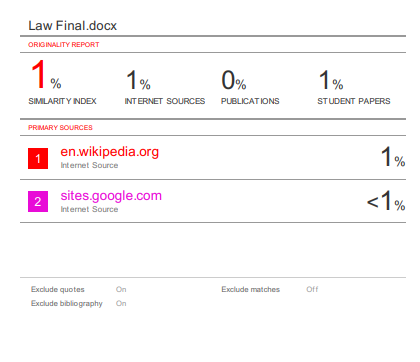 Law Final.docx
ORIGINALITY REPORT
1% 1% 0% 1%
SIMILARITY INDEX INTERNET SOURCES PUBLICATIONS STUDENT PAPERS
PRIMARY SOURCES
1 en.wikipedia.org 1%
Internet Source
2 sites.google.com <1%
Internet Source
Exclude quotes On Exclude matches Off
Exclude bibliography On